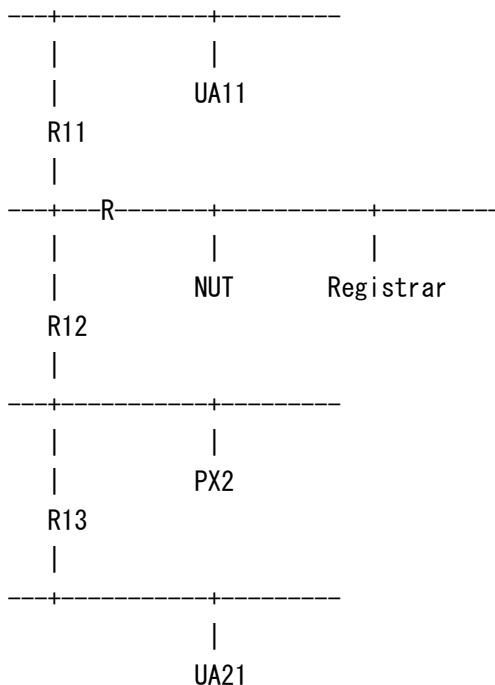 ---+----------+--------
|          |
|         UA11
R11
|
---+---R------+----------+--------
|          |          |
|         NUT     Registrar
R12
|
---+----------+--------
|          |
|         PX2
R13
|
---+----------+--------
|
UA21